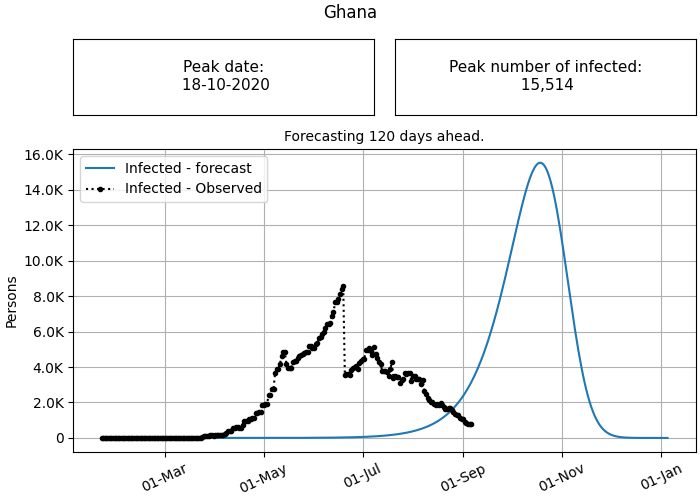 Ghana
Peak date:
18-10-2020
Peak number of infected:
15,514
Forecasting 120 days ahead.
16.0K
14.0K
12.0K
10.0K
8.0K
6.0K
4.0K
2.0K
0
Persons
Infected - forecast
Infected - Observed
01-Mar
01-May
01-Jul
01-Sep
01-Nov
01-Jan